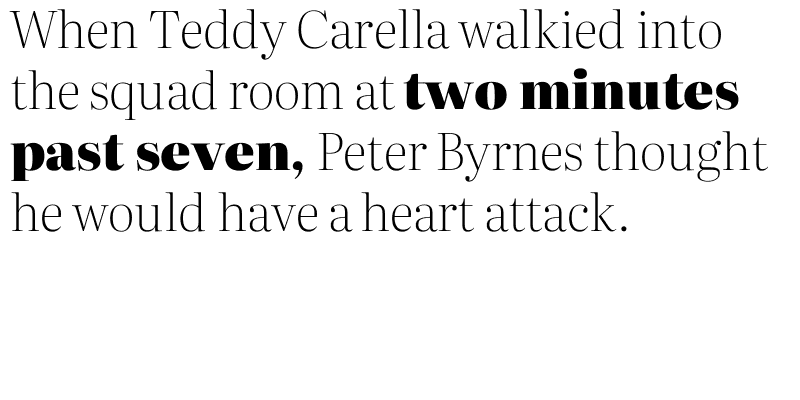 When Teddy Carella walkied into
the squad room at two minutes
past seven, Peter Byrnes thought
he would have a heart attack.